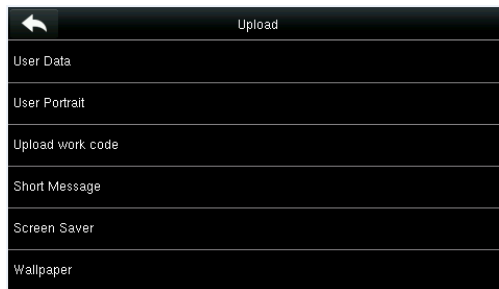 Upload
User Data
User Portrait
Upload work code
Short Message
Screen Saver
Wallpaper